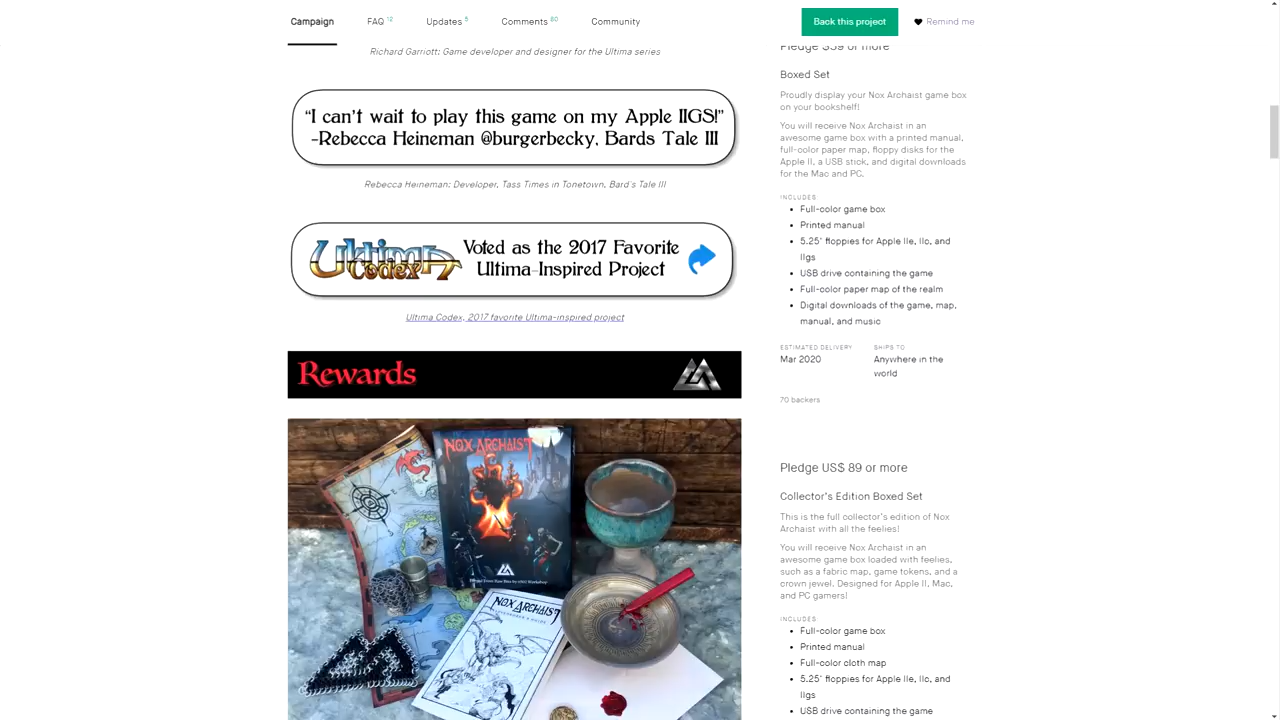 Campaign
FAQ 12
Updates 5
Comments 60
Community
Back this project
Remind me
Richard Garriott: Game developer and designer for the Ultima series
“I can’t wait to play this game on my Apple IIGS!”
-Rebecca Heineman @burgerbecky, Bards Tale III
Rebecca Heineman: Developer, Tass Times in Tonetown, Bard's Tale III
Ultima
Codex
Voted as the 2017 Favorite
Ultima-Inspired Project
Ultima Codex, 2017 favorite Ultima-inspired project
Rewards
NOX ARCHAIST
NOX ARCHAIST
Pledge $59 or more
Boxed Set
Proudly display your Nox Archaist game box
on your bookshelf!
You will receive Nox Archaist in an
awesome game box with a printed manual,
full-color paper map, floppy disks for the
Apple II, a USB stick, and digital downloads
for the Mac and PC.
INCLUDES
Full-color game box
Printed manual
5.25" floppies for Apple IIe, IIc, and
IIgs
USB drive containing the game
Full-color paper map of the realm
Digital downloads of the game, map,
manual, and music
ESTIMATED DELIVERY
Mar 2020
SHIPS TO
Anywhere in the
world
70 backers
Pledge US$ 89 or more
Collector's Edition Boxed Set
This is the full collector's edition of Nox
Archaist with all the feelies!
You will receive Nox Archaist in an
awesome game box loaded with feelies,
such as a fabric map, game tokens, and a
crown jewel. Designed for Apple II, Mac,
and PC gamers!
INCLUDES
Full-color game box
Printed manual
Full-color cloth map
5.25" floppies for Apple IIe, IIc, and
IIgs
USB drive containing the game